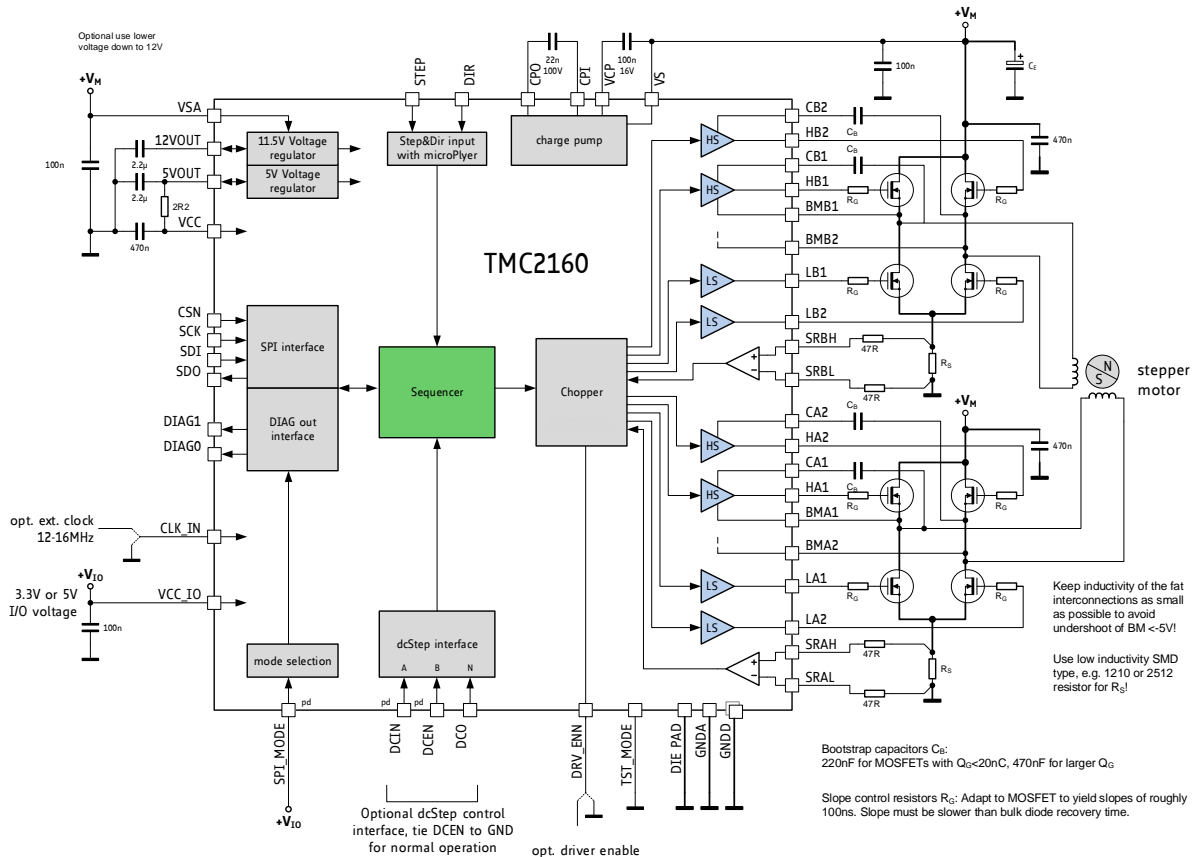 Optional use lower
voltage down to 12V
+VM
VSA
100n
12VOUT
2.2µ
5VOUT
2.2µ
2R2
VCC
470n
11.5V Voltage
regulator
5V Voltage
regulator
STEP
DIR
Step&Dir input
with microPlyer
CPO
22n
100V
CPI
VCP
100n
16V
VS
charge pump
+VM
100n
CE
+
470n
TMC2160
CB2
CB
HB2
CB1
CB
HB1
RG
RG
BMB1
BMB2
LB1
RG
RG
LB2
SRBH
47R
RS
SRBL
47R
HS
HS
LS
LS
+
−
CSN
SCK
SDI
SDO
SPI interface
DIAG1
DIAG0
DIAG out
interface
Sequencer
Chopper
N
S
stepper
motor
+VM
470n
CA2
CB
HA2
CA1
CB
HA1
RG
RG
BMA1
BMA2
LA1
RG
RG
LA2
SRAH
47R
RS
SRAL
47R
HS
HS
LS
LS
+
−
opt. ext. clock
12-16MHz
CLK_IN
+VIO
3.3V or 5V
I/O voltage
VCC_IO
100n
mode selection
dcStep interface
A
B
N
pd
pd
pd
SPI_MODE
+VIO
DCIN
DCEN
DCO
Optional dcStep control
interface, tie DCEN to GND
for normal operation
DRV_ENN
opt. driver enable
TST_MODE
DIE PAD
GNDA
GNDD
Keep inductivity of the fat
interconnections as small
as possible to avoid
undershoot of BM <-5V!
Use low inductivity SMD
type, e.g. 1210 or 2512
resistor for RS!
Bootstrap capacitors CB:
220nF for MOSFETs with QG<20nC, 470nF for larger QG
Slope control resistors RG: Adapt to MOSFET to yield slopes of roughly
100ns. Slope must be slower than bulk diode recovery time.